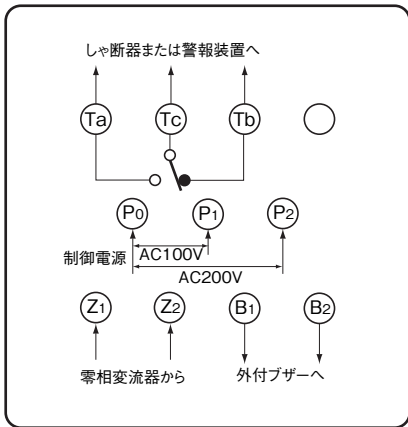 しゃ断器または警報装置へ
Ta Tc Tb
P0 P1 P2
制御電源 AC100V
AC200V
Z1 Z2 B1 B2
零相変流器から 外付ブザーへ